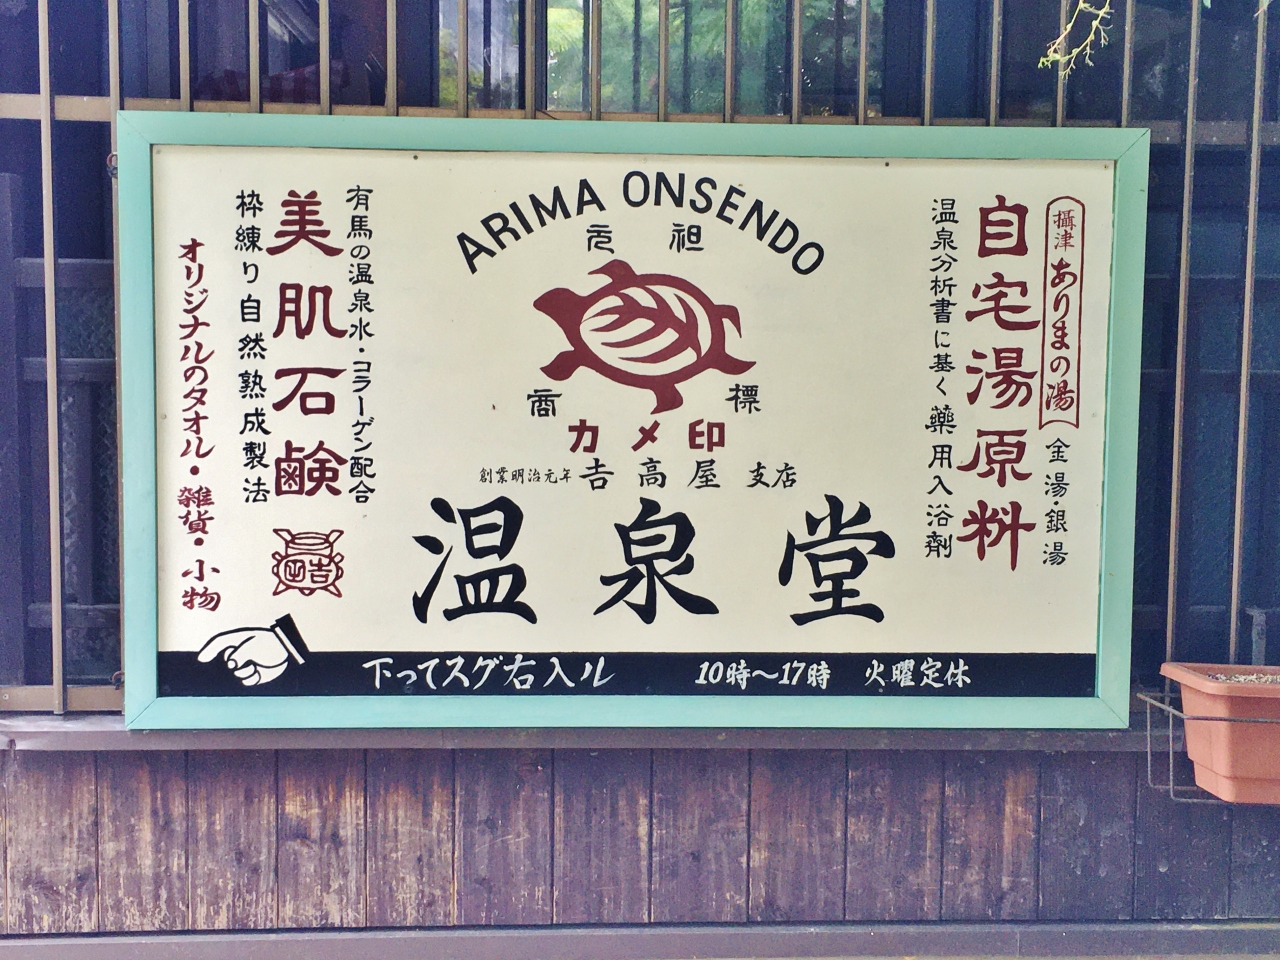 攝津 ありまの湯 金湯・銀湯
自宅湯原料
温泉分析書に基く藥用入浴剤
ARIMA ONSENDO
元祖
商標
カメ印
創業明治元年 吉高屋 支店
温泉堂
有馬の温泉水・コラーゲン配合
美肌石鹸
枠練り自然熟成製法
オリジナルのタオル・雑貨・小物
下ってスグ右入ル 10時〜17時 火曜定休